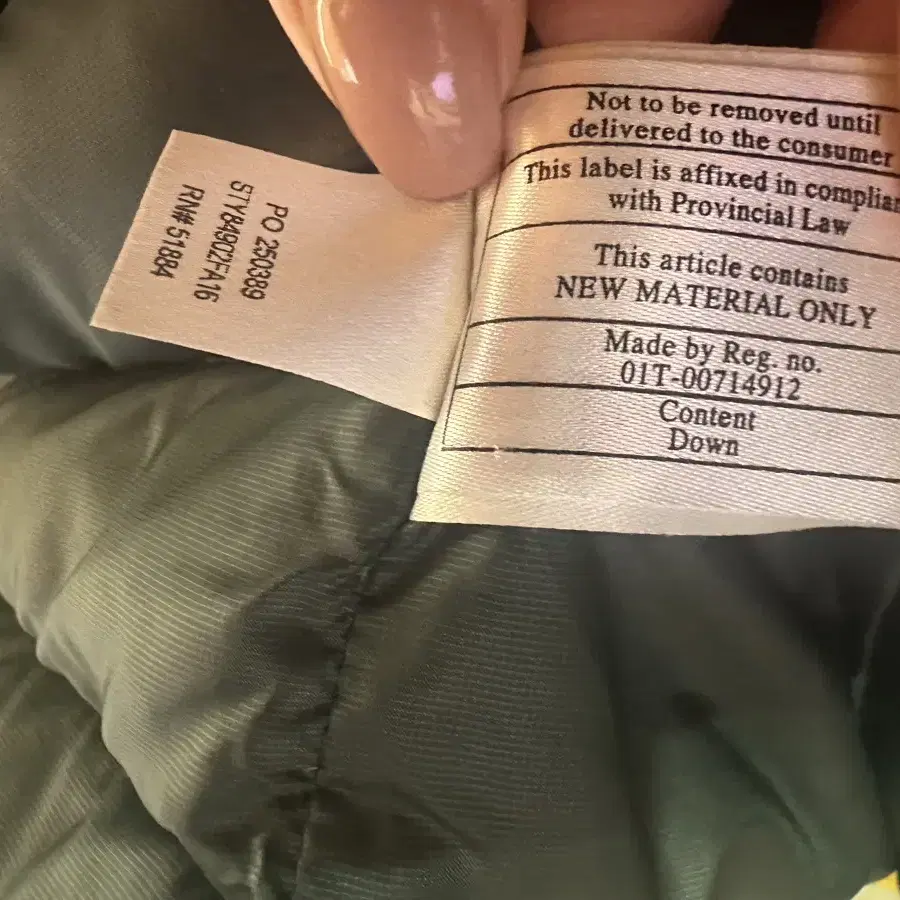 PO 250389
STY84902FA16
RN# 51884
Not to be removed until
delivered to the consumer
This label is affixed in complian
with Provincial Law
This article contains
NEW MATERIAL ONLY
Made by Reg. no.
01T-00714912
Content
Down